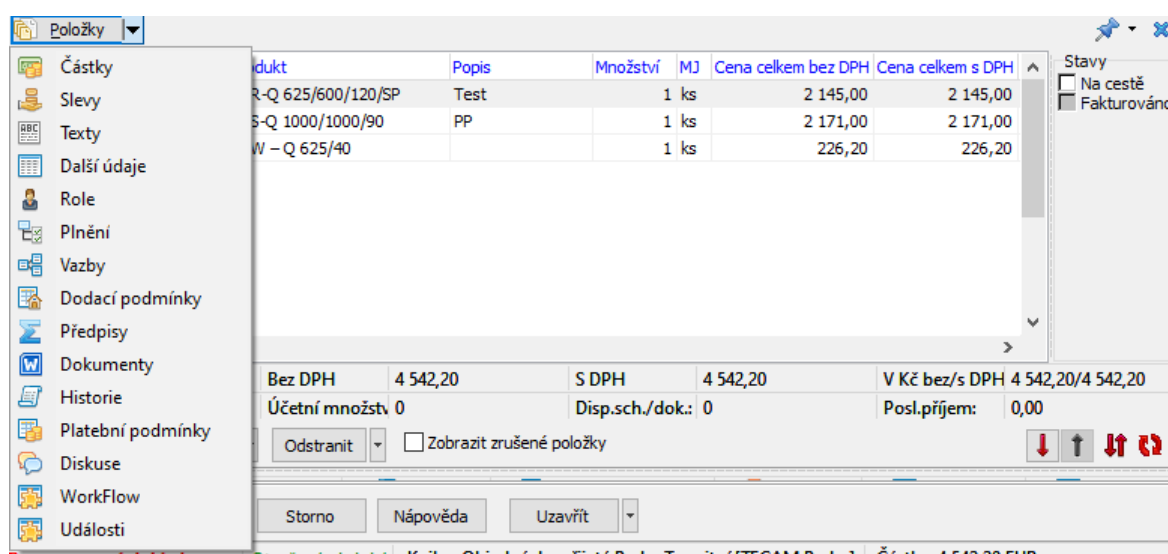 Položky
Částky
Slevy
Texty
Další údaje
Role
Plnění
Vazby
Dodací podmínky
Předpisy
Dokumenty
Historie
Platební podmínky
Diskuse
WorkFlow
Události
Popis Množství MJ Cena celkem bez DPH Cena celkem s DPH
R-Q 625/600/120/SP Test 1 ks 2 145,00 2 145,00
S-Q 1000/1000/90 PP 1 ks 2 171,00 2 171,00
W – Q 625/40 1 ks 226,20 226,20
Stavy
Na cestě
Fakturováno
Bez DPH 4 542,20 S DPH 4 542,20 V Kč bez/s DPH 4 542,20/4 542,20
Účetní množstv 0 Disp.sch./dok.: 0 Posl.příjem: 0,00
Odstranit Zobrazit zrušené položky
Storno Nápověda Uzavřít